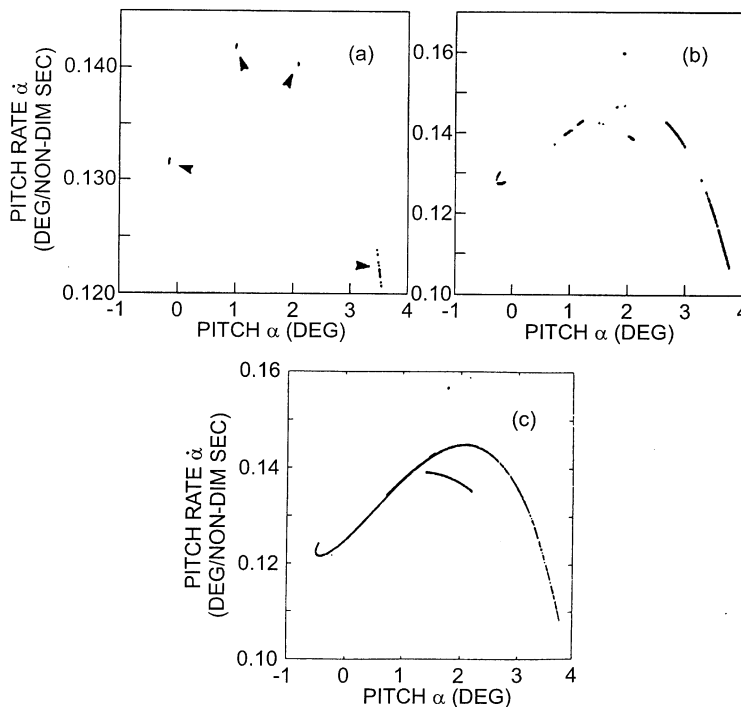 (a)
PITCH RATE α̇
(DEG/NON-DIM SEC)
0.140
0.130
0.120
-1 0 1 2 3 4
PITCH α (DEG)
(b)
0.16
0.14
0.12
0.10
-1 0 1 2 3 4
PITCH α (DEG)
(c)
PITCH RATE α̇
(DEG/NON-DIM SEC)
0.16
0.14
0.12
0.10
-1 0 1 2 3 4
PITCH α (DEG)